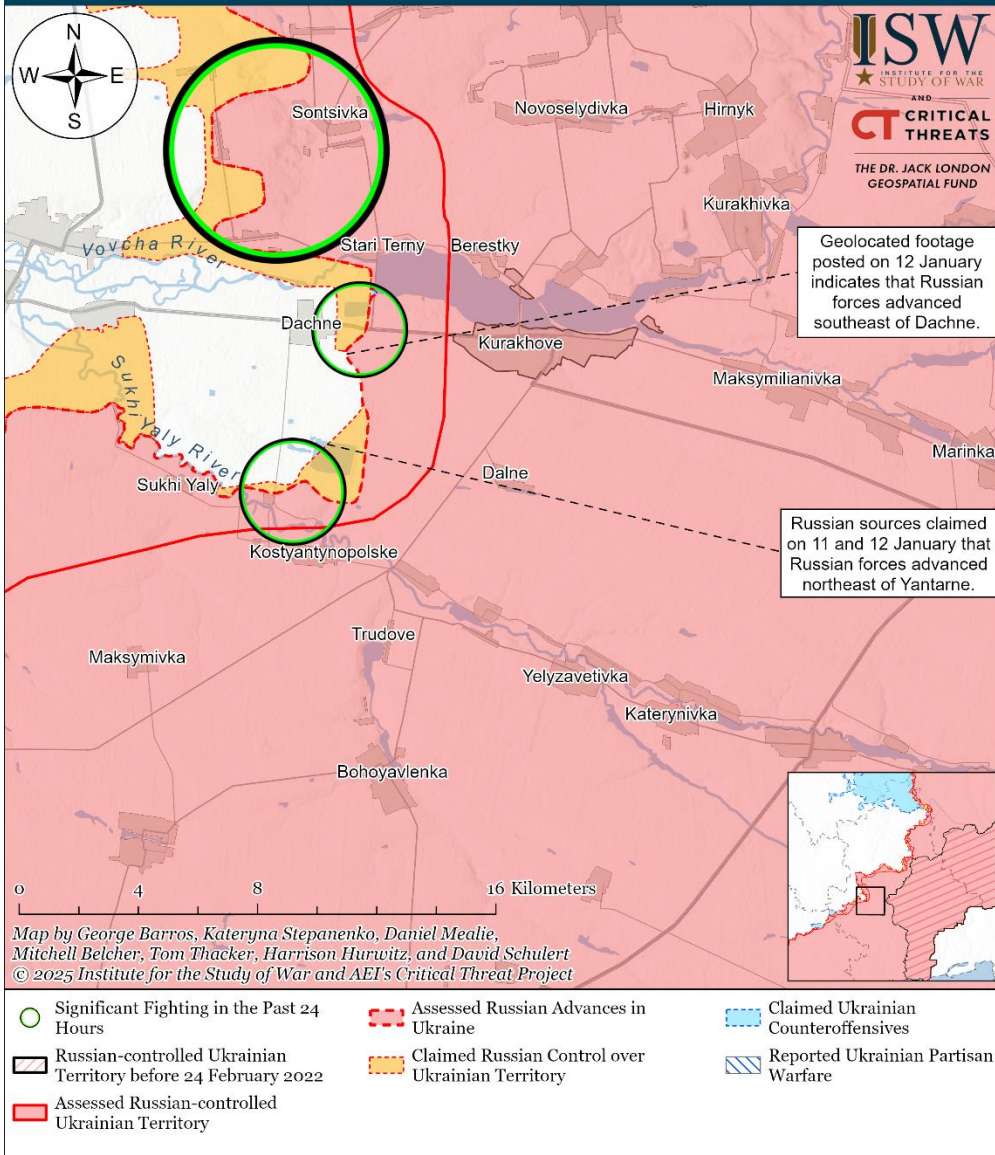 N
W E
S
ISW
INSTITUTE FOR THE
STUDY OF WAR
AND
CT CRITICAL
THREATS
THE DR. JACK LONDON
GEOSPATIAL FUND
Sontsivka
Novoselydivka
Hirnyk
Kurakhivka
Vovcha River
Stari Terny
Berestky
Geolocated footage
posted on 12 January
indicates that Russian
forces advanced
southeast of Dachne.
Dachne
Kurakhove
Maksymilianivka
Sukhi Yaly River
Marinka
Dalne
Sukhi Yaly
Russian sources claimed
on 11 and 12 January that
Russian forces advanced
northeast of Yantarne.
Kostyantynopolske
Trudove
Maksymivka
Yelyzavetivka
Katerynivka
Bohoyavlenka
0 4 8 16 Kilometers
Map by George Barros, Kateryna Stepanenko, Daniel Mealie,
Mitchell Belcher, Tom Thacker, Harrison Hurwitz, and David Schulert
© 2025 Institute for the Study of War and AEI's Critical Threat Project
Significant Fighting in the Past 24
Hours
Russian-controlled Ukrainian
Territory before 24 February 2022
Assessed Russian-controlled
Ukrainian Territory
Assessed Russian Advances in
Ukraine
Claimed Russian Control over
Ukrainian Territory
Claimed Ukrainian
Counteroffensives
Reported Ukrainian Partisan
Warfare